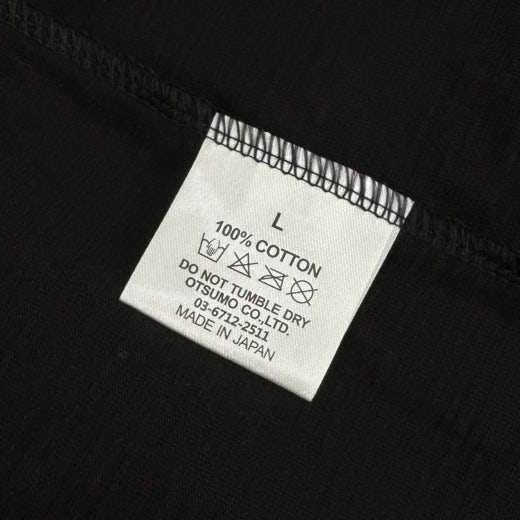 L
100% COTTON
DO NOT TUMBLE DRY
OTSUMO CO.,LTD.
03-6712-2511
MADE IN JAPAN